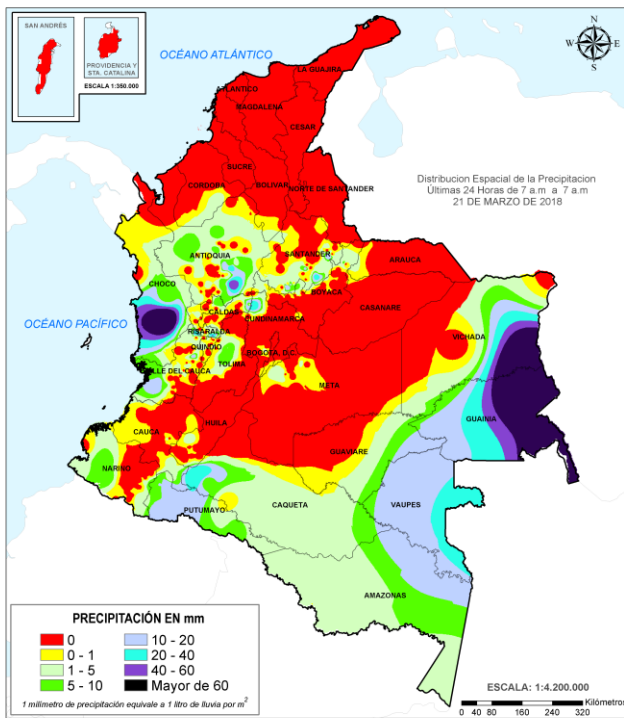 SAN ANDRÉS
PROVIDENCIA Y
STA. CATALINA
ESCALA 1:350.000
OCÉANO ATLÁNTICO
N
W E
S
LA GUAJIRA
ATLANTICO
MAGDALENA
CESAR
SUCRE
CORDOBA
BOLIVAR
NORTE DE SANTANDER
Distribucion Espacial de la Precipitacion
Últimas 24 Horas de 7 a.m a 7 a.m
21 DE MARZO DE 2018
ANTIOQUIA
SANTANDER
ARAUCA
CHOCO
BOYACA
CASANARE
OCÉANO PACÍFICO
CALDAS
CUNDINAMARCA
RISARALDA
VICHADA
QUINDIO
BOGOTA, D.C.
TOLIMA
VALLE DEL CAUCA
META
GUAINIA
HUILA
CAUCA
GUAVIARE
NARIÑO
CAQUETA
VAUPES
PUTUMAYO
AMAZONAS
PRECIPITACIÓN EN mm
0
0 - 1
1 - 5
5 - 10
10 - 20
20 - 40
40 - 60
Mayor de 60
1 milimetro de precipitación equivale a 1 litro de lluvia por m²
ESCALA: 1:4.200.000
Kilómetros
0 40 80 160 240 320